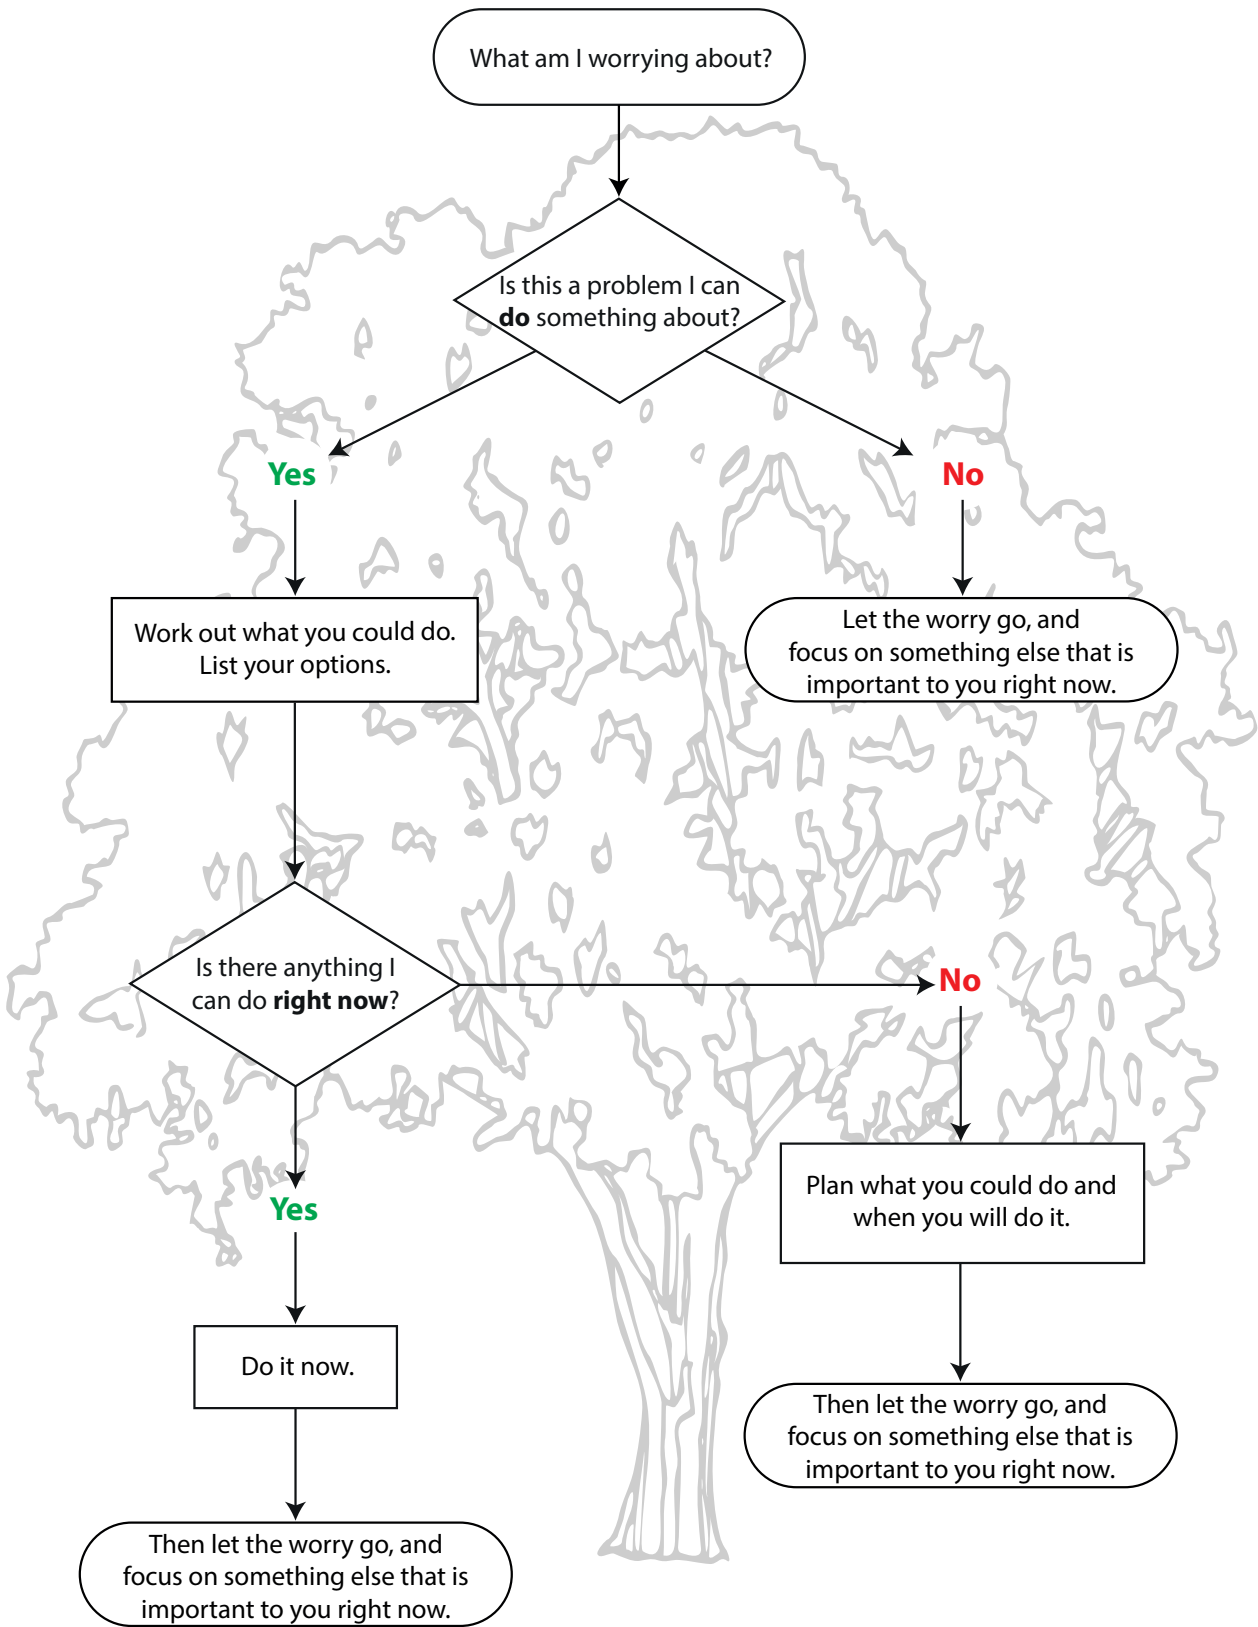 What am I worrying about?
Is this a problem I can
do something about?
Yes
No
Work out what you could do.
List your options.
Let the worry go, and
focus on something else that is
important to you right now.
Is there anything I
can do right now?
No
Yes
Plan what you could do and
when you will do it.
Do it now.
Then let the worry go, and
focus on something else that is
important to you right now.
Then let the worry go, and
focus on something else that is
important to you right now.